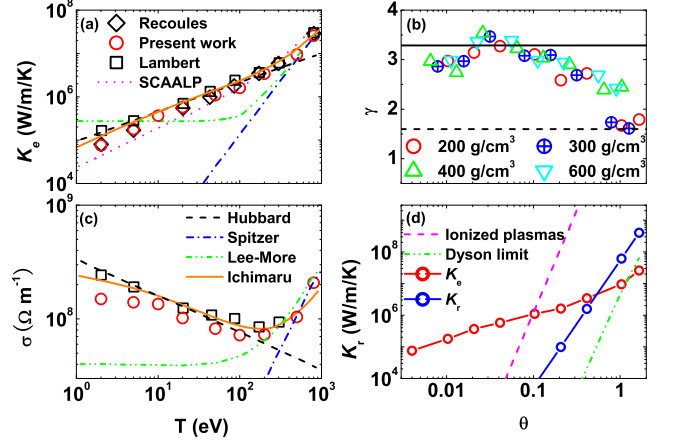 (a)
Recoules
Present work
Lambert
SCAALP
10^8
10^6
10^4
K_e (W/m/K)
(b)
γ
4
3
2
1
200 g/cm^3
300 g/cm^3
400 g/cm^3
600 g/cm^3
(c)
Hubbard
Spitzer
Lee-More
Ichimaru
10^9
10^8
σ (Ω m^-1)
10^0
10^1
10^2
10^3
T (eV)
(d)
Ionized plasmas
Dyson limit
K_e
K_r
10^8
10^6
10^4
K_r (W/m/K)
0.01
0.1
1
θ